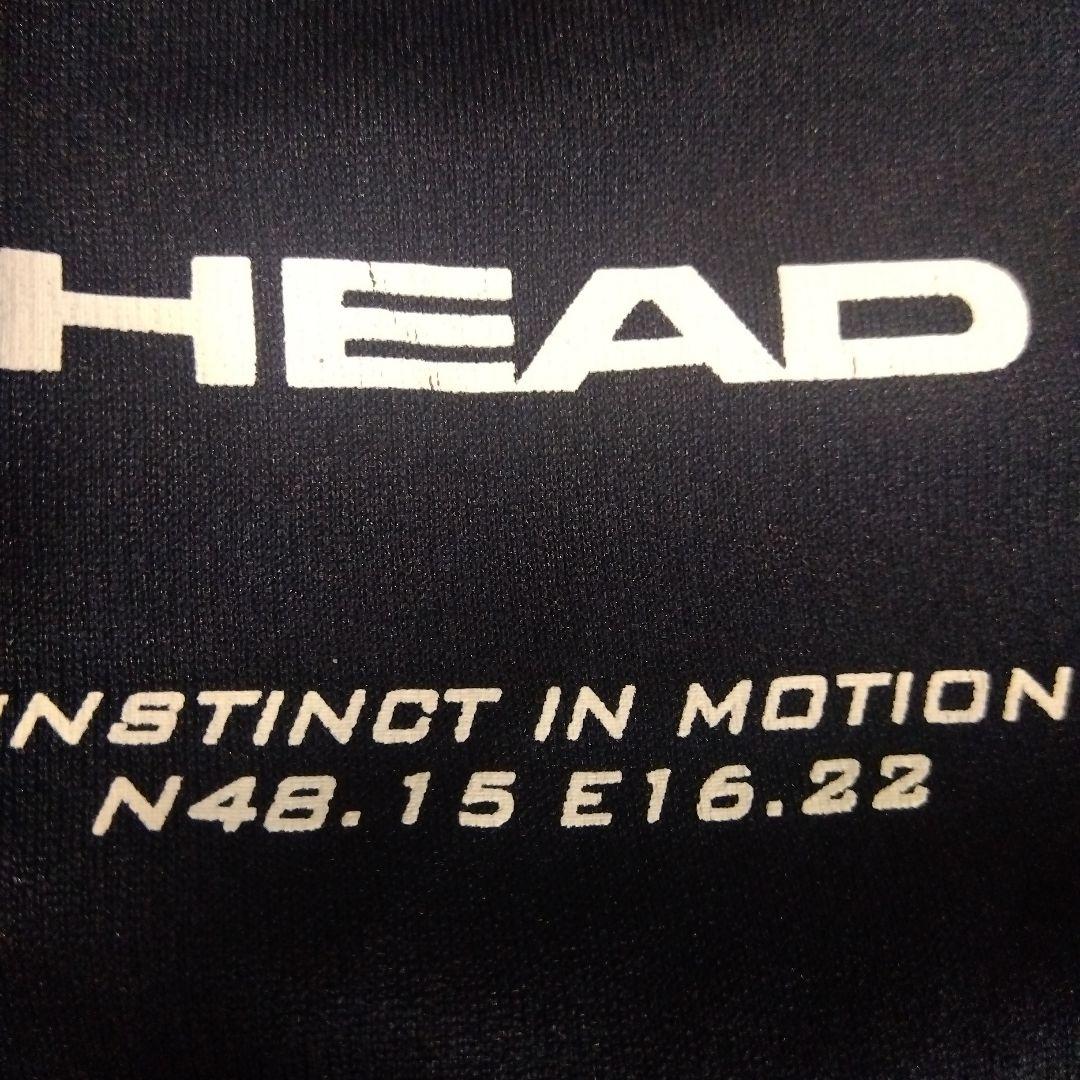 HEAD
INSTINCT IN MOTION
N48.15 E16.22